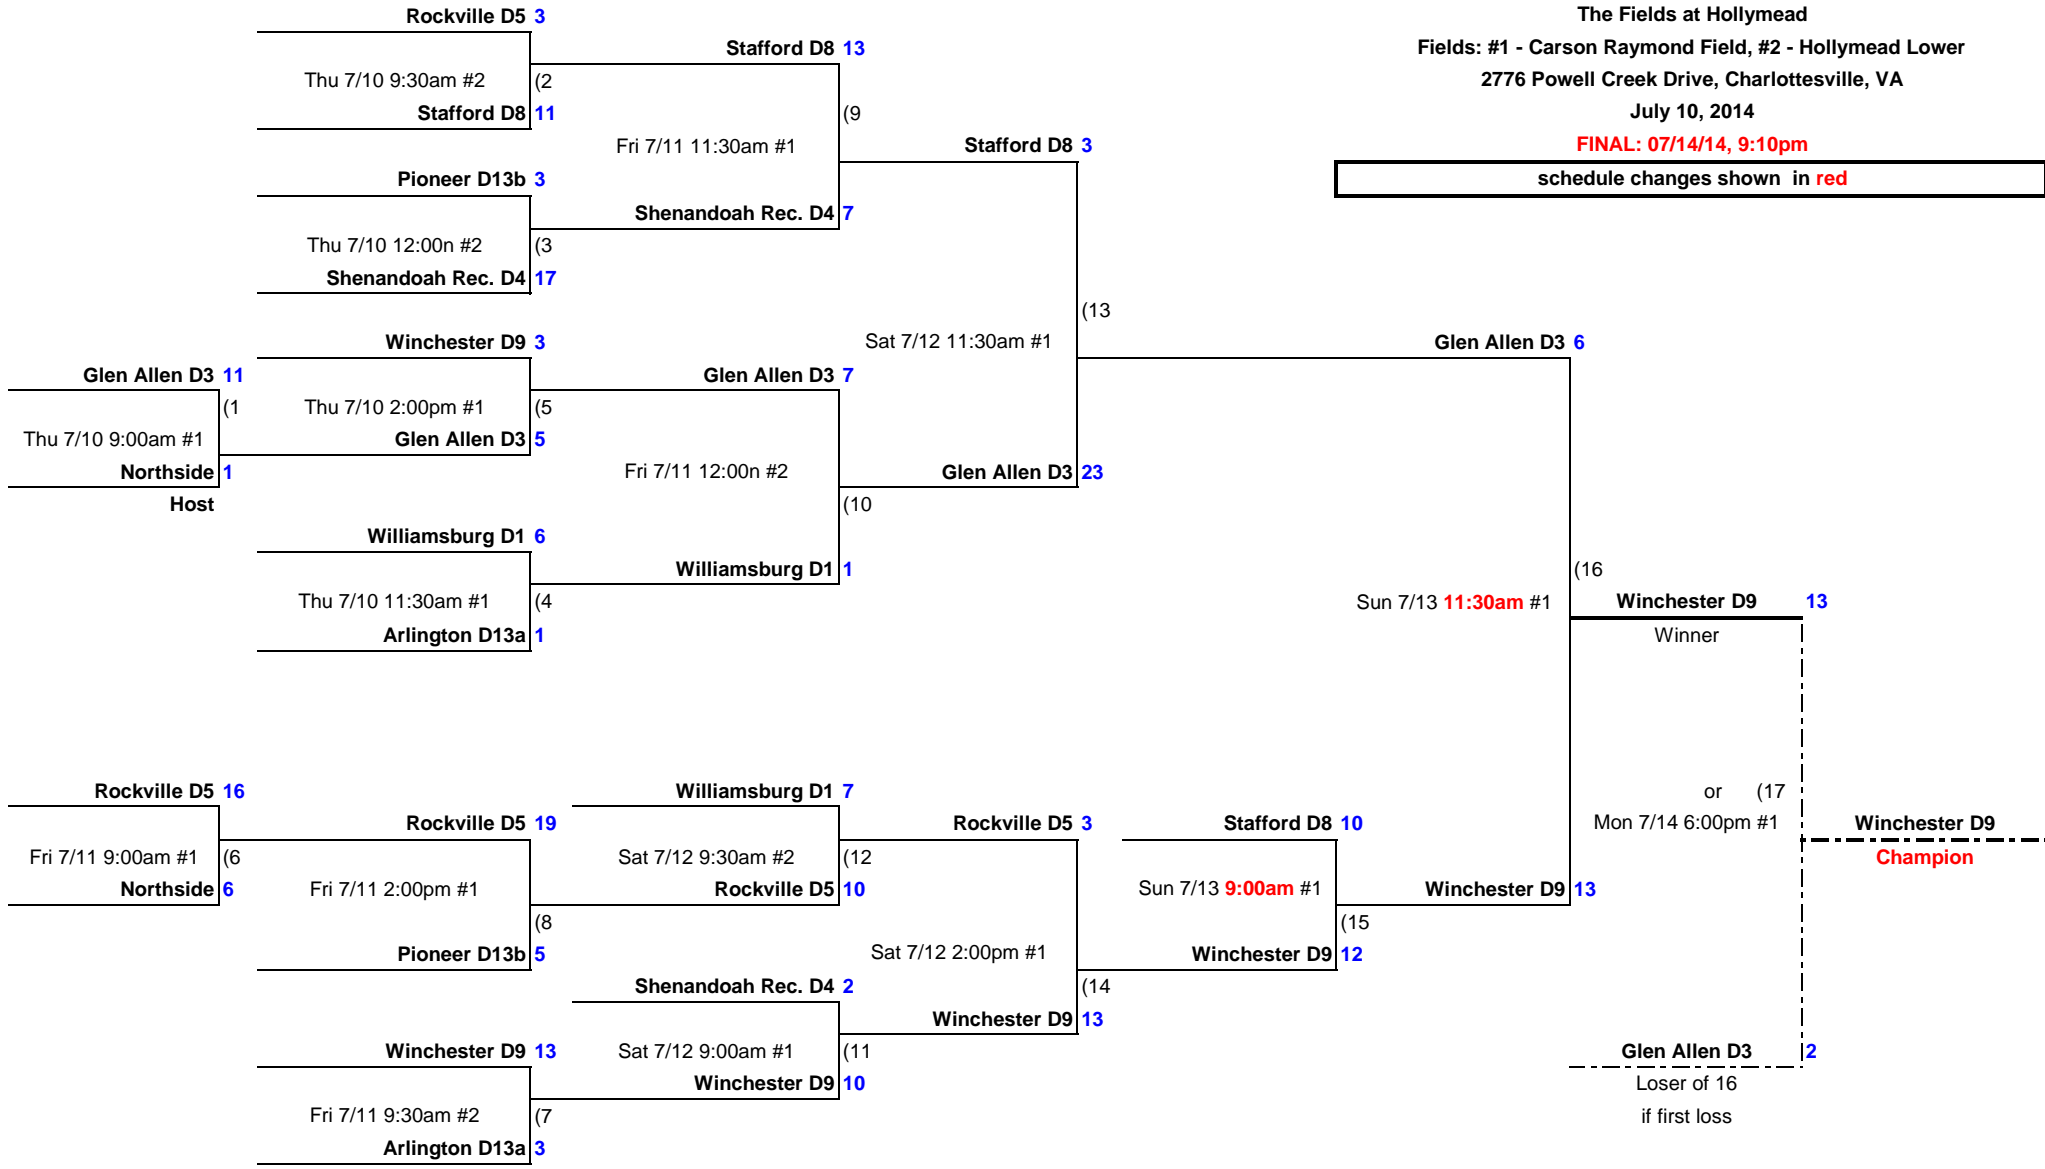 Rockville D5 3
The Fields at Hollymead
Stafford D8 13
Fields: #1 - Carson Raymond Field, #2 - Hollymead Lower
Thu 7/10 9:30am #2 (2
2776 Powell Creek Drive, Charlottesville, VA
Stafford D8 11
(9
July 10, 2014
Fri 7/11 11:30am #1
Stafford D8 3
FINAL: 07/14/14, 9:10pm
Pioneer D13b 3
schedule changes shown in red
Shenandoah Rec. D4 7
Thu 7/10 12:00n #2 (3
Shenandoah Rec. D4 17
(13
Winchester D9 3
Sat 7/12 11:30am #1
Glen Allen D3 6
Glen Allen D3 11
Glen Allen D3 7
(1
Thu 7/10 2:00pm #1 (5
Thu 7/10 9:00am #1
Glen Allen D3 5
Northside 1
Fri 7/11 12:00n #2
Glen Allen D3 23
Host
(10
Williamsburg D1 6
Williamsburg D1 1
(16
Thu 7/10 11:30am #1 (4
Sun 7/13 11:30am #1
Winchester D9 13
Arlington D13a 1
Winner
Rockville D5 16
Williamsburg D1 7
or (17
Rockville D5 19
Rockville D5 3
Stafford D8 10
Mon 7/14 6:00pm #1
Winchester D9
Fri 7/11 9:00am #1 (6
Sat 7/12 9:30am #2 (12
Champion
Northside 6
Fri 7/11 2:00pm #1
Rockville D5 10
Sun 7/13 9:00am #1
Winchester D9 13
(8
(15
Pioneer D13b 5
Sat 7/12 2:00pm #1
Winchester D9 12
Shenandoah Rec. D4 2
(14
Winchester D9 13
Winchester D9 13
Sat 7/12 9:00am #1 (11
Glen Allen D3 2
Winchester D9 10
Loser of 16
Fri 7/11 9:30am #2 (7
if first loss
Arlington D13a 3